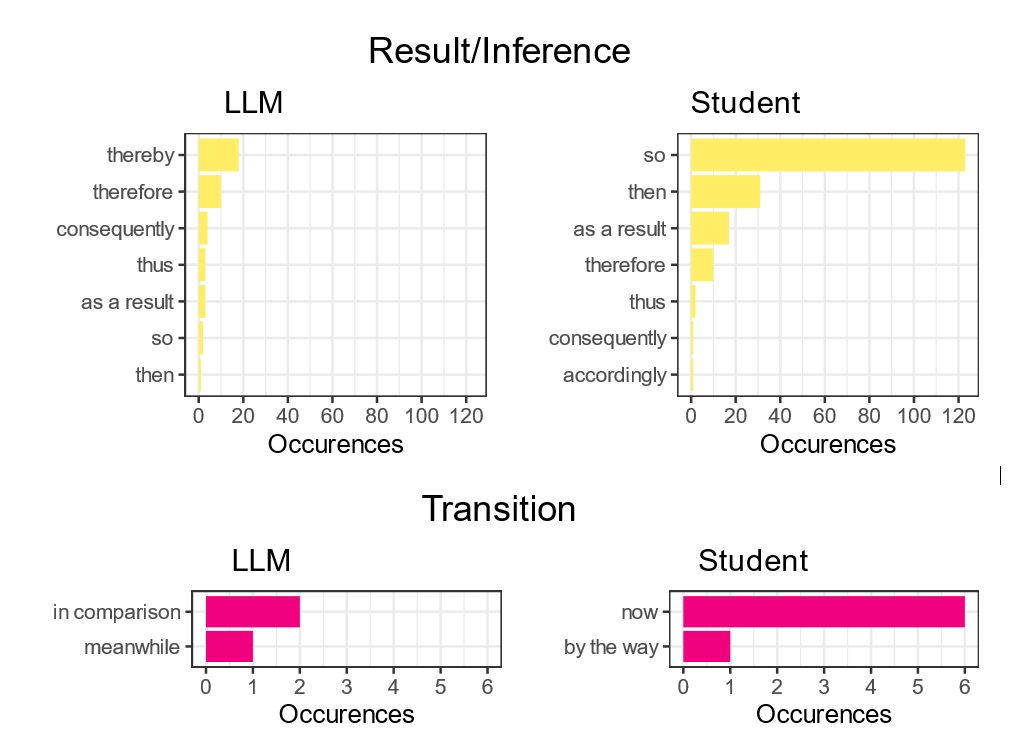 Result/Inference
LLM
thereby
therefore
consequently
thus
as a result
so
then
0 20 40 60 80 100 120
Occurences
Student
so
then
as a result
therefore
thus
consequently
accordingly
0 20 40 60 80 100 120
Occurences
Transition
LLM
in comparison
meanwhile
0 1 2 3 4 5 6
Occurences
Student
now
by the way
0 1 2 3 4 5 6
Occurences